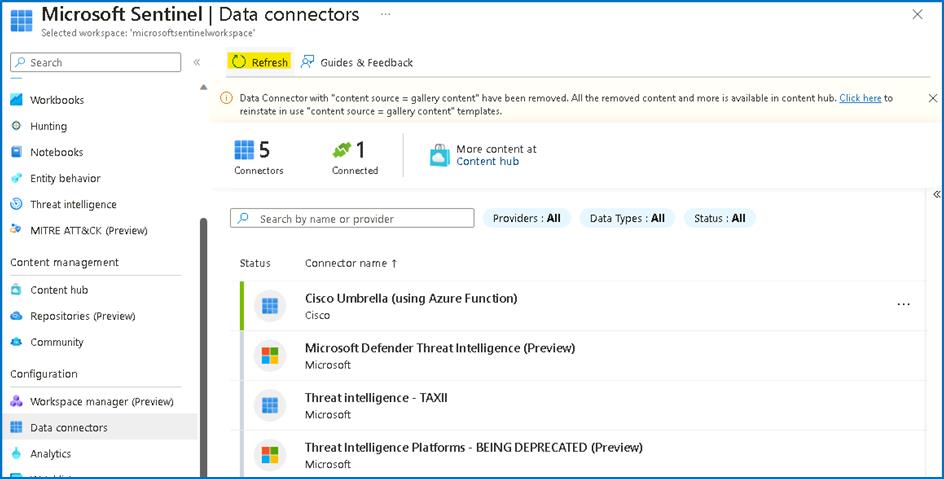 Microsoft Sentinel | Data connectors ...
Selected workspace: 'microsoftsentinelworkspace'
Search
Workbooks
Hunting
Notebooks
Entity behavior
Threat intelligence
MITRE ATT&CK (Preview)
Content management
Content hub
Repositories (Preview)
Community
Configuration
Workspace manager (Preview)
Data connectors
Analytics
Refresh
Guides & Feedback
Data Connector with "content source = gallery content" have been removed. All the removed content and more is available in content hub. Click here to
reinstate in use "content source = gallery content" templates.
5
Connectors
1
Connected
More content at
Content hub
Search by name or provider
Providers : All
Data Types : All
Status : All
Status
Connector name ↑
Cisco Umbrella (using Azure Function)
Cisco
Microsoft Defender Threat Intelligence (Preview)
Microsoft
Threat intelligence - TAXII
Microsoft
Threat Intelligence Platforms - BEING DEPRECATED (Preview)
Microsoft